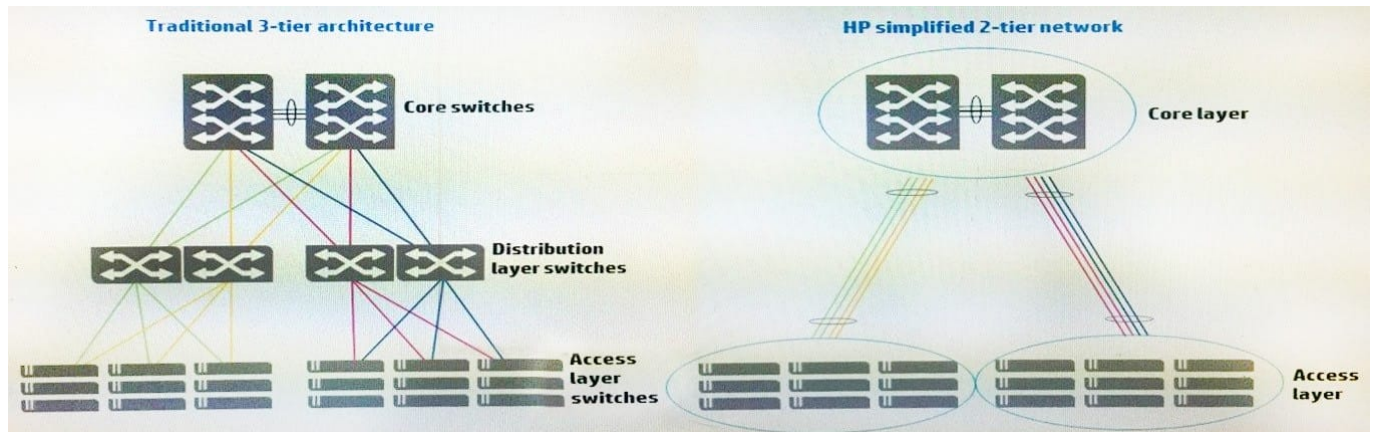 Traditional 3-tier architecture
HP simplified 2-tier network
Core switches
Core layer
Distribution
layer switches
Access
layer
switches
Access
layer